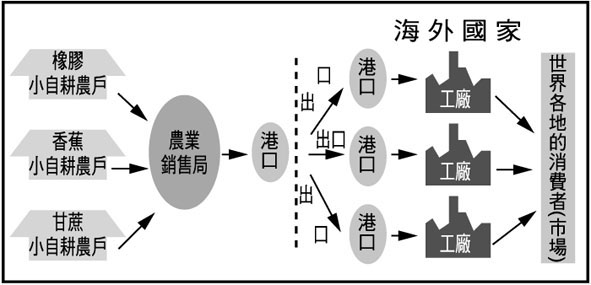 海外國家
橡膠
小自耕農戶
香蕉
小自耕農戶
甘蔗
小自耕農戶
農業
銷售局
港口
出口
出口
出口
港口
港口
港口
工廠
工廠
工廠
世界各地的消費者(市場)